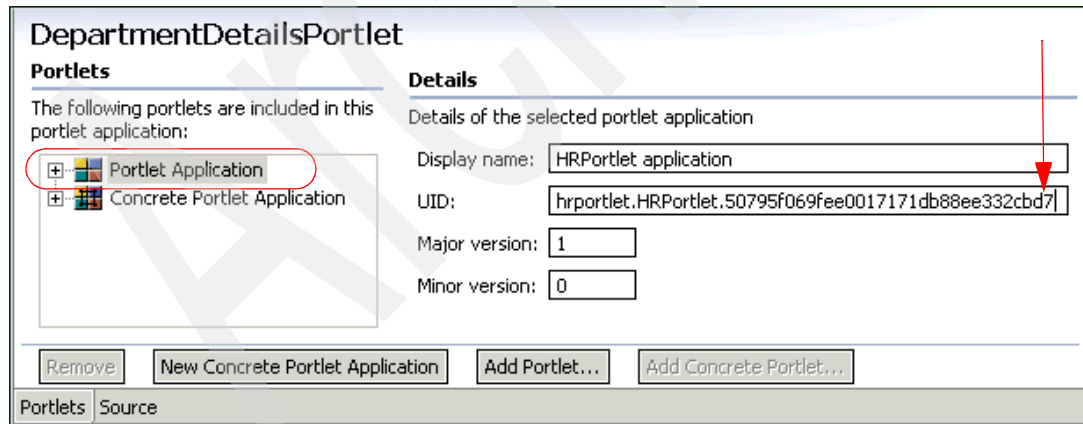 DepartmentDetailsPortlet
Portlets
The following portlets are included in this
portlet application:
Portlet Application
Concrete Portlet Application
Details
Details of the selected portlet application
Display name: HRPortlet application
UID: hrportlet.HRPortlet.50795f069fee0017171db88ee332cbd7
Major version: 1
Minor version: 0
Remove New Concrete Portlet Application Add Portlet... Add Concrete Portlet...
Portlets Source